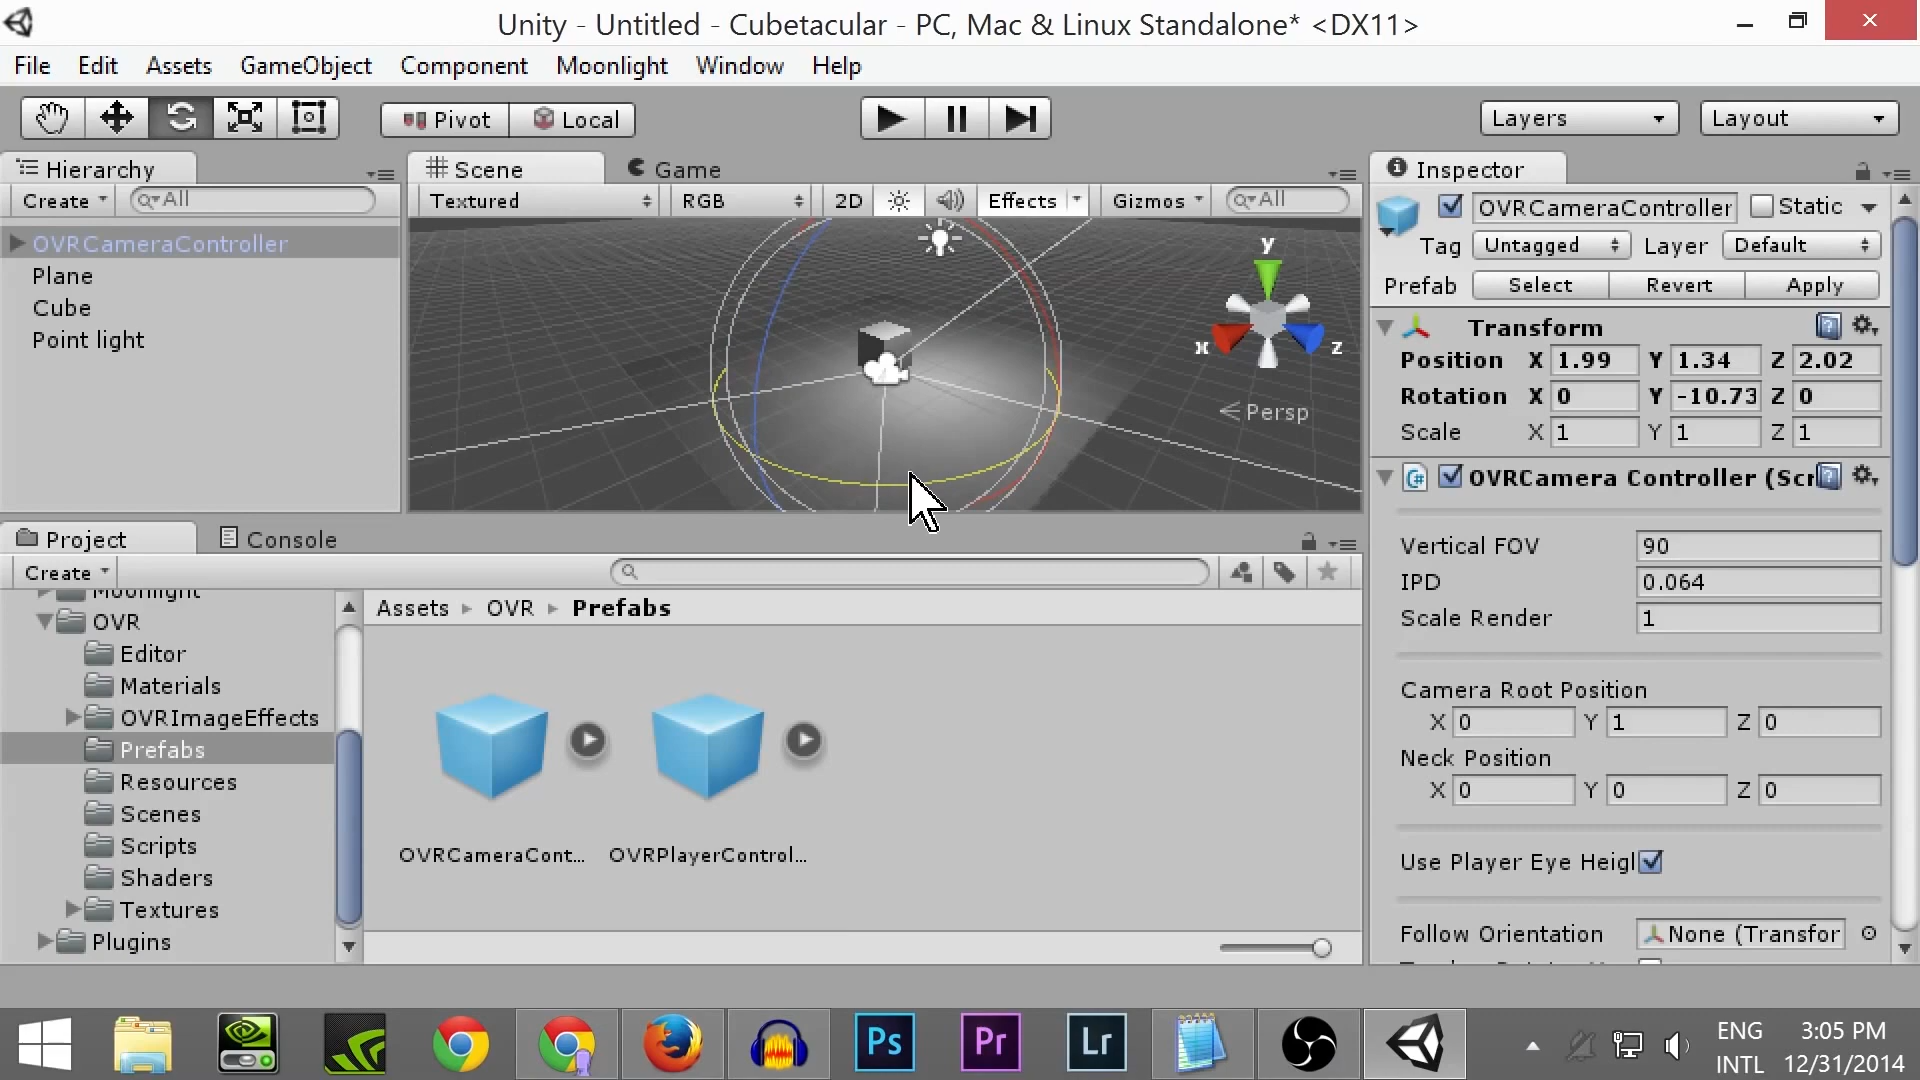 Unity - Untitled - Cubetacular - PC, Mac & Linux Standalone* <DX11>
File Edit Assets GameObject Component Moonlight Window Help
Pivot Local Layers Layout
Hierarchy
Create All
OVRCameraController
Plane
Cube
Point light
Scene Game
Textured RGB 2D Effects Gizmos All
y
x
z
Persp
Inspector
OVRCameraController Static
Tag Untagged Layer Default
Prefab Select Revert Apply
Transform
Position X 1.99 Y 1.34 Z 2.02
Rotation X 0 Y -10.73 Z 0
Scale X 1 Y 1 Z 1
OVRCamera Controller (Scr
Vertical FOV 90
IPD 0.064
Scale Render 1
Camera Root Position
X 0 Y 1 Z 0
Neck Position
X 0 Y 0 Z 0
Use Player Eye Heigl
Follow Orientation None (Transfor
Project Console
Create
Moonlight
OVR
Editor
Materials
OVRImageEffects
Prefabs
Resources
Scenes
Scripts
Shaders
Textures
Plugins
Assets OVR Prefabs
OVRCameraCont... OVRPlayerControl...
Ps Pr Lr
ENG 3:05 PM
INTL 12/31/2014